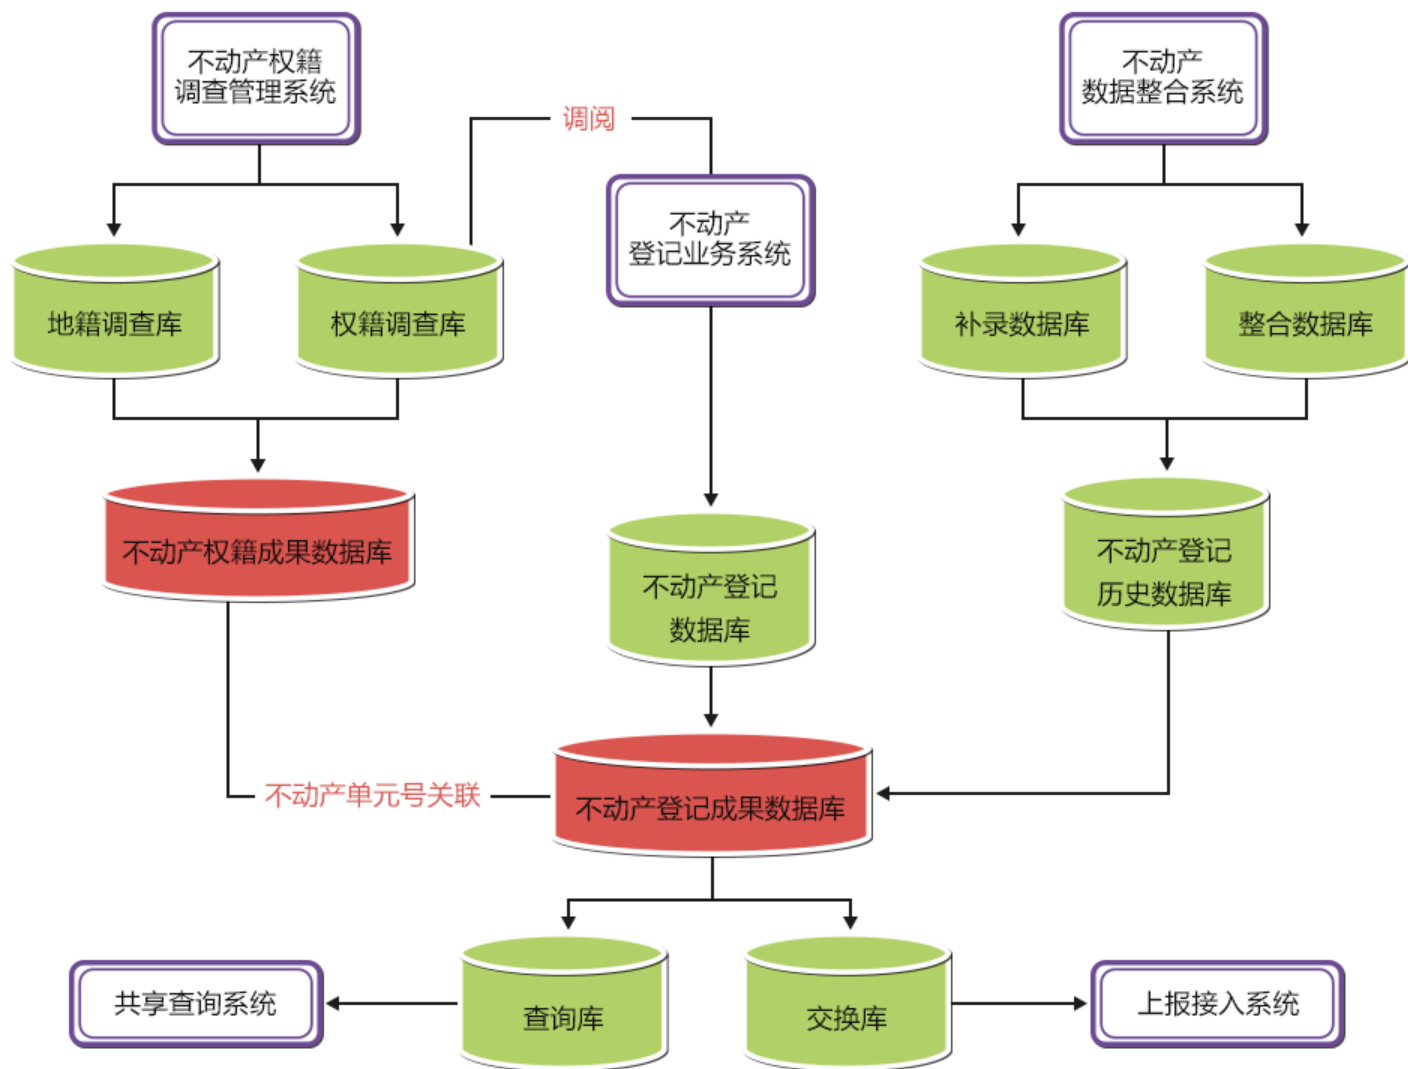 不动产权籍
调查管理系统
不动产
数据整合系统
调阅
不动产
登记业务系统
地籍调查库
权籍调查库
补录数据库
整合数据库
不动产权籍成果数据库
不动产登记
数据库
不动产登记
历史数据库
不动产单元号关联
不动产登记成果数据库
共享查询系统
查询库
交换库
上报接入系统